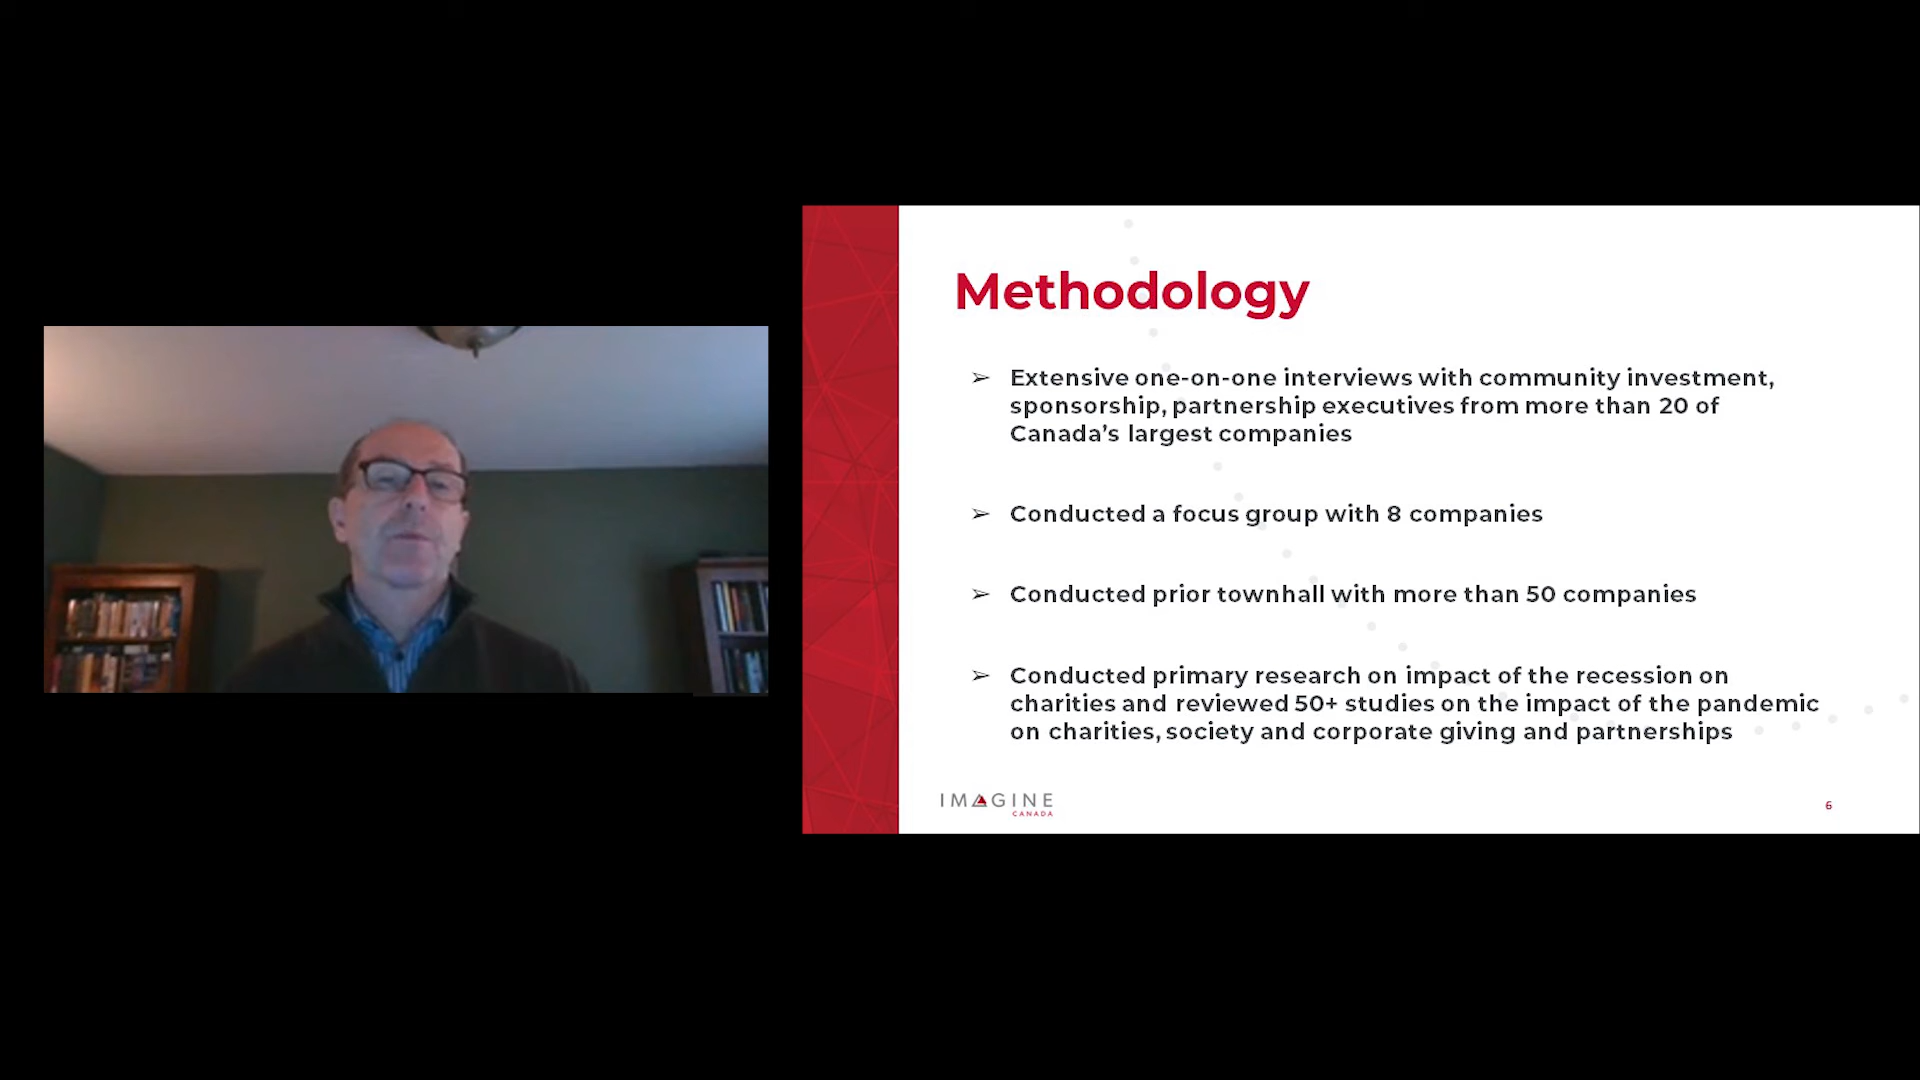 Methodology
➢ Extensive one-on-one interviews with community investment,
sponsorship, partnership executives from more than 20 of
Canada’s largest companies
➢ Conducted a focus group with 8 companies
➢ Conducted prior townhall with more than 50 companies
➢ Conducted primary research on impact of the recession on
charities and reviewed 50+ studies on the impact of the pandemic
on charities, society and corporate giving and partnerships
IMAGINE
CANADA
6